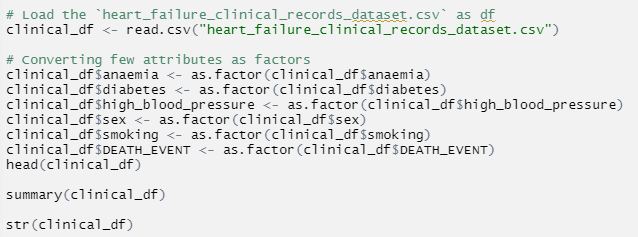 # Load the `heart_failure_clinical_records_dataset.csv` as df
clinical_df <- read.csv("heart_failure_clinical_records_dataset.csv")
# Converting few attributes as factors
clinical_df$anaemia <- as.factor(clinical_df$anaemia)
clinical_df$diabetes <- as.factor(clinical_df$diabetes)
clinical_df$high_blood_pressure <- as.factor(clinical_df$high_blood_pressure)
clinical_df$sex <- as.factor(clinical_df$sex)
clinical_df$smoking <- as.factor(clinical_df$smoking)
clinical_df$DEATH_EVENT <- as.factor(clinical_df$DEATH_EVENT)
head(clinical_df)
summary(clinical_df)
str(clinical_df)